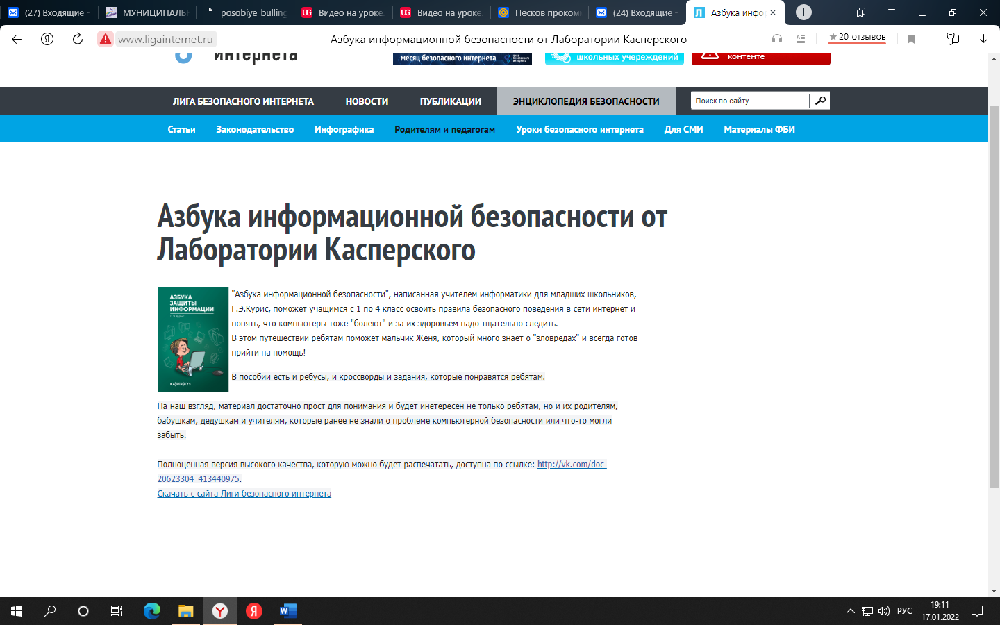 (27) Входящие -
МУНИЦИПАЛЬ
posobiye_bulling
Видео на уроке.
Видео на уроке.
Песков проком
(24) Входящие -
Азбука инфо
www.ligainternet.ru
Азбука информационной безопасности от Лаборатории Касперского
20 отзывов
интернета
месяц безопасного интернета
школьных учереждений
контенте
ЛИГА БЕЗОПАСНОГО ИНТЕРНЕТА НОВОСТИ ПУБЛИКАЦИИ ЭНЦИКЛОПЕДИЯ БЕЗОПАСНОСТИ Поиск по сайту
Статьи Законодательство Инфографика Родителям и педагогам Уроки безопасного интернета Для СМИ Материалы ФБИ
Азбука информационной безопасности от
Лаборатории Касперского
АЗБУКА
ЗАЩИТЫ
ИНФОРМАЦИИ
KASPERSKY
"Азбука информационной безопасности", написанная учителем информатики для младших школьников,
Г.Э.Курис, поможет учащимся с 1 по 4 класс освоить правила безопасного поведения в сети интернет и
понять, что компьютеры тоже "болеют" и за их здоровьем надо тщательно следить.
В этом путешествии ребятам поможет мальчик Женя, который много знает о "зловредах" и всегда готов
прийти на помощь!
В пособии есть и ребусы, и кроссворды и задания, которые понравятся ребятам.
На наш взгляд, материал достаточно прост для понимания и будет инетересен не только ребятам, но и их родителям,
бабушкам, дедушкам и учителям, которые ранее не знали о проблеме компьютерной безопасности или что-то могли
забыть.
Полноценная версия высокого качества, которую можно будет распечатать, доступна по ссылке: http://vk.com/doc-
20623304_413440975.
Скачать с сайта Лиги безопасного интернета
РУС
19:11
17.01.2022